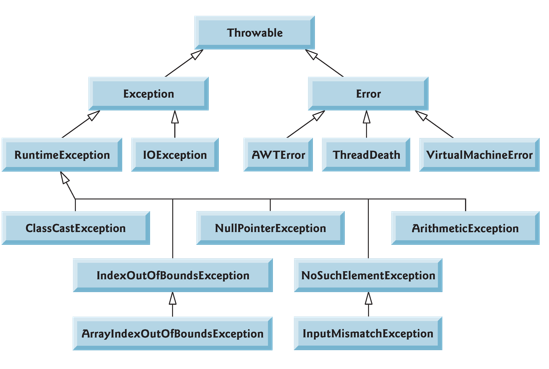 Throwable
Exception
Error
RuntimeException
IOException
AWTError
ThreadDeath
VirtualMachineError
ClassCastException
NullPointerException
ArithmeticException
IndexOutOfBoundsException
NoSuchElementException
ArrayIndexOutOfBoundsException
InputMismatchException